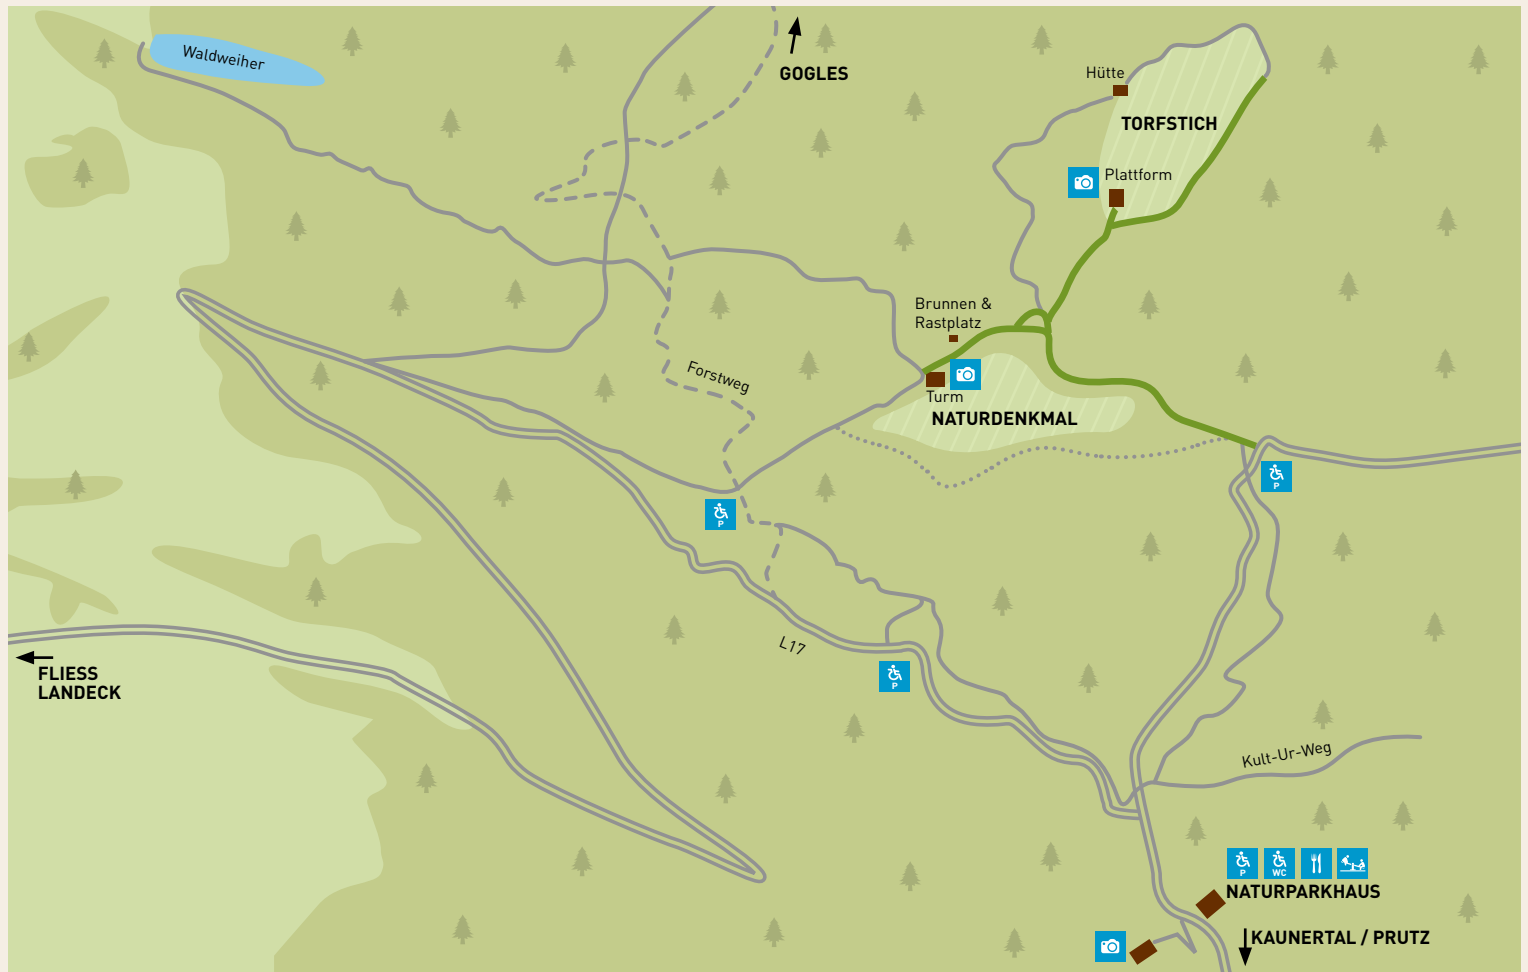 Waldweiher
GOGLES
Hütte
TORFSTICH
Plattform
Brunnen &
Rastplatz
Turm
NATURDENKMAL
Forstweg
P
P
L17
P
FLIESS
LANDECK
Kult-Ur-Weg
P
WC
NATURPARKHAUS
KAUNERTAL / PRUTZ